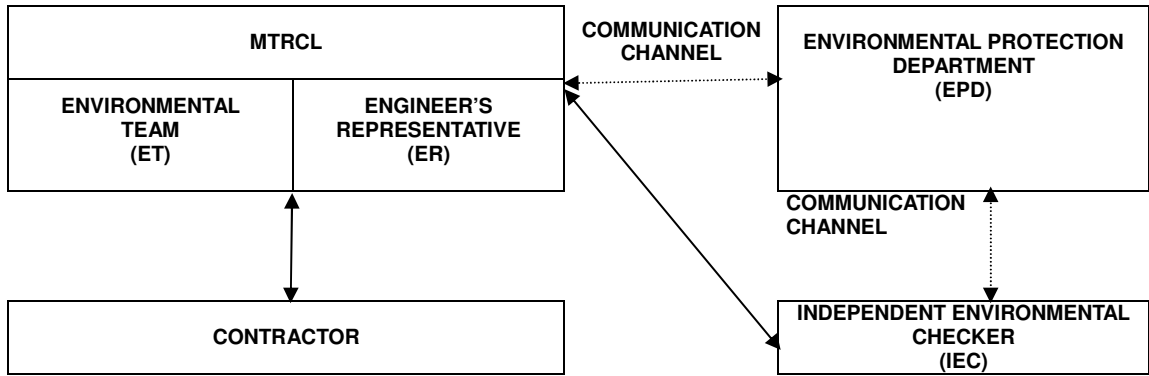 MTRCL
ENVIRONMENTAL
TEAM
(ET)
ENGINEER'S
REPRESENTATIVE
(ER)
COMMUNICATION
CHANNEL
ENVIRONMENTAL PROTECTION
DEPARTMENT
(EPD)
COMMUNICATION
CHANNEL
CONTRACTOR
INDEPENDENT ENVIRONMENTAL
CHECKER
(IEC)